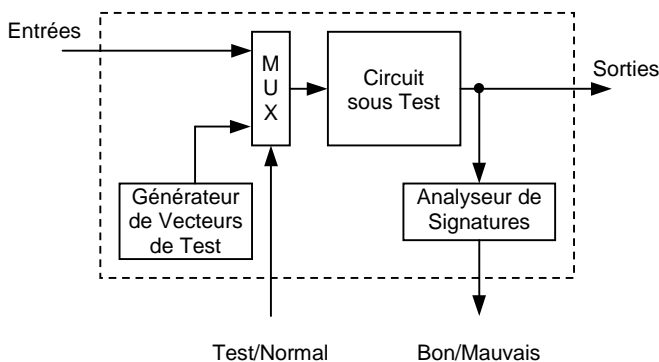 Entrées
M
U
X
Circuit
sous Test
Sorties
Générateur
de Vecteurs
de Test
Analyseur de
Signatures
Test/Normal
Bon/Mauvais